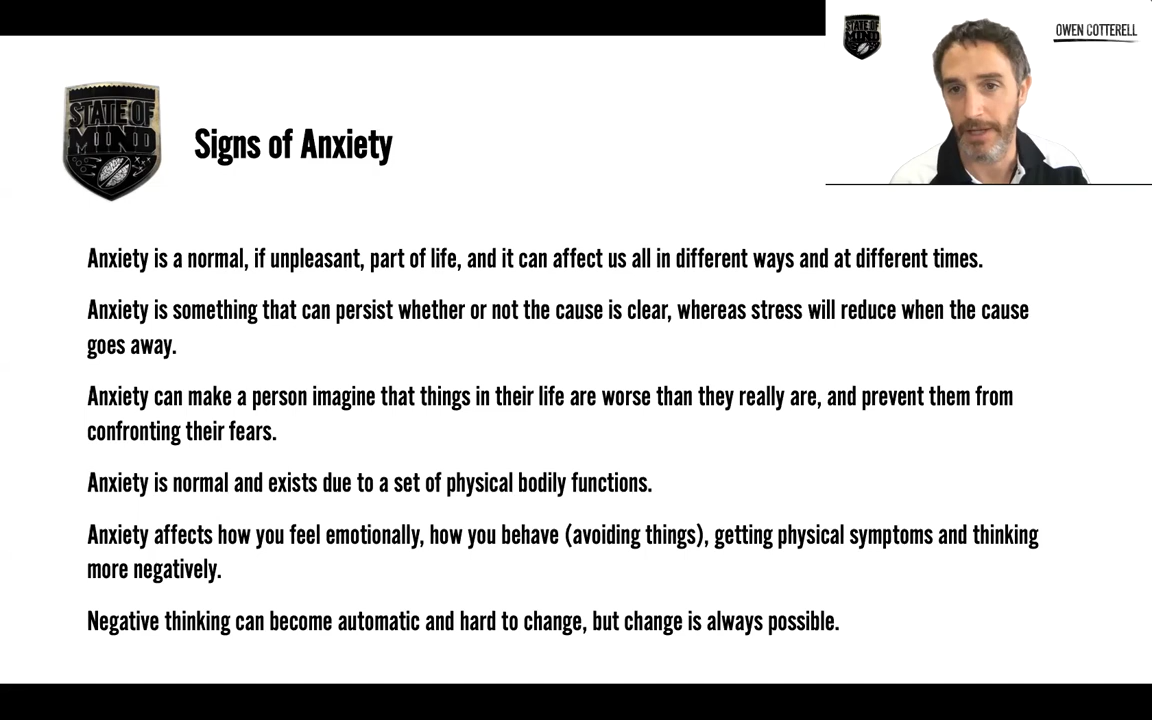 STATE OF
MIND
OWEN COTTERELL
STATE OF
MIND
Signs of Anxiety
Anxiety is a normal, if unpleasant, part of life, and it can affect us all in different ways and at different times.
Anxiety is something that can persist whether or not the cause is clear, whereas stress will reduce when the cause
goes away.
Anxiety can make a person imagine that things in their life are worse than they really are, and prevent them from
confronting their fears.
Anxiety is normal and exists due to a set of physical bodily functions.
Anxiety affects how you feel emotionally, how you behave (avoiding things), getting physical symptoms and thinking
more negatively.
Negative thinking can become automatic and hard to change, but change is always possible.